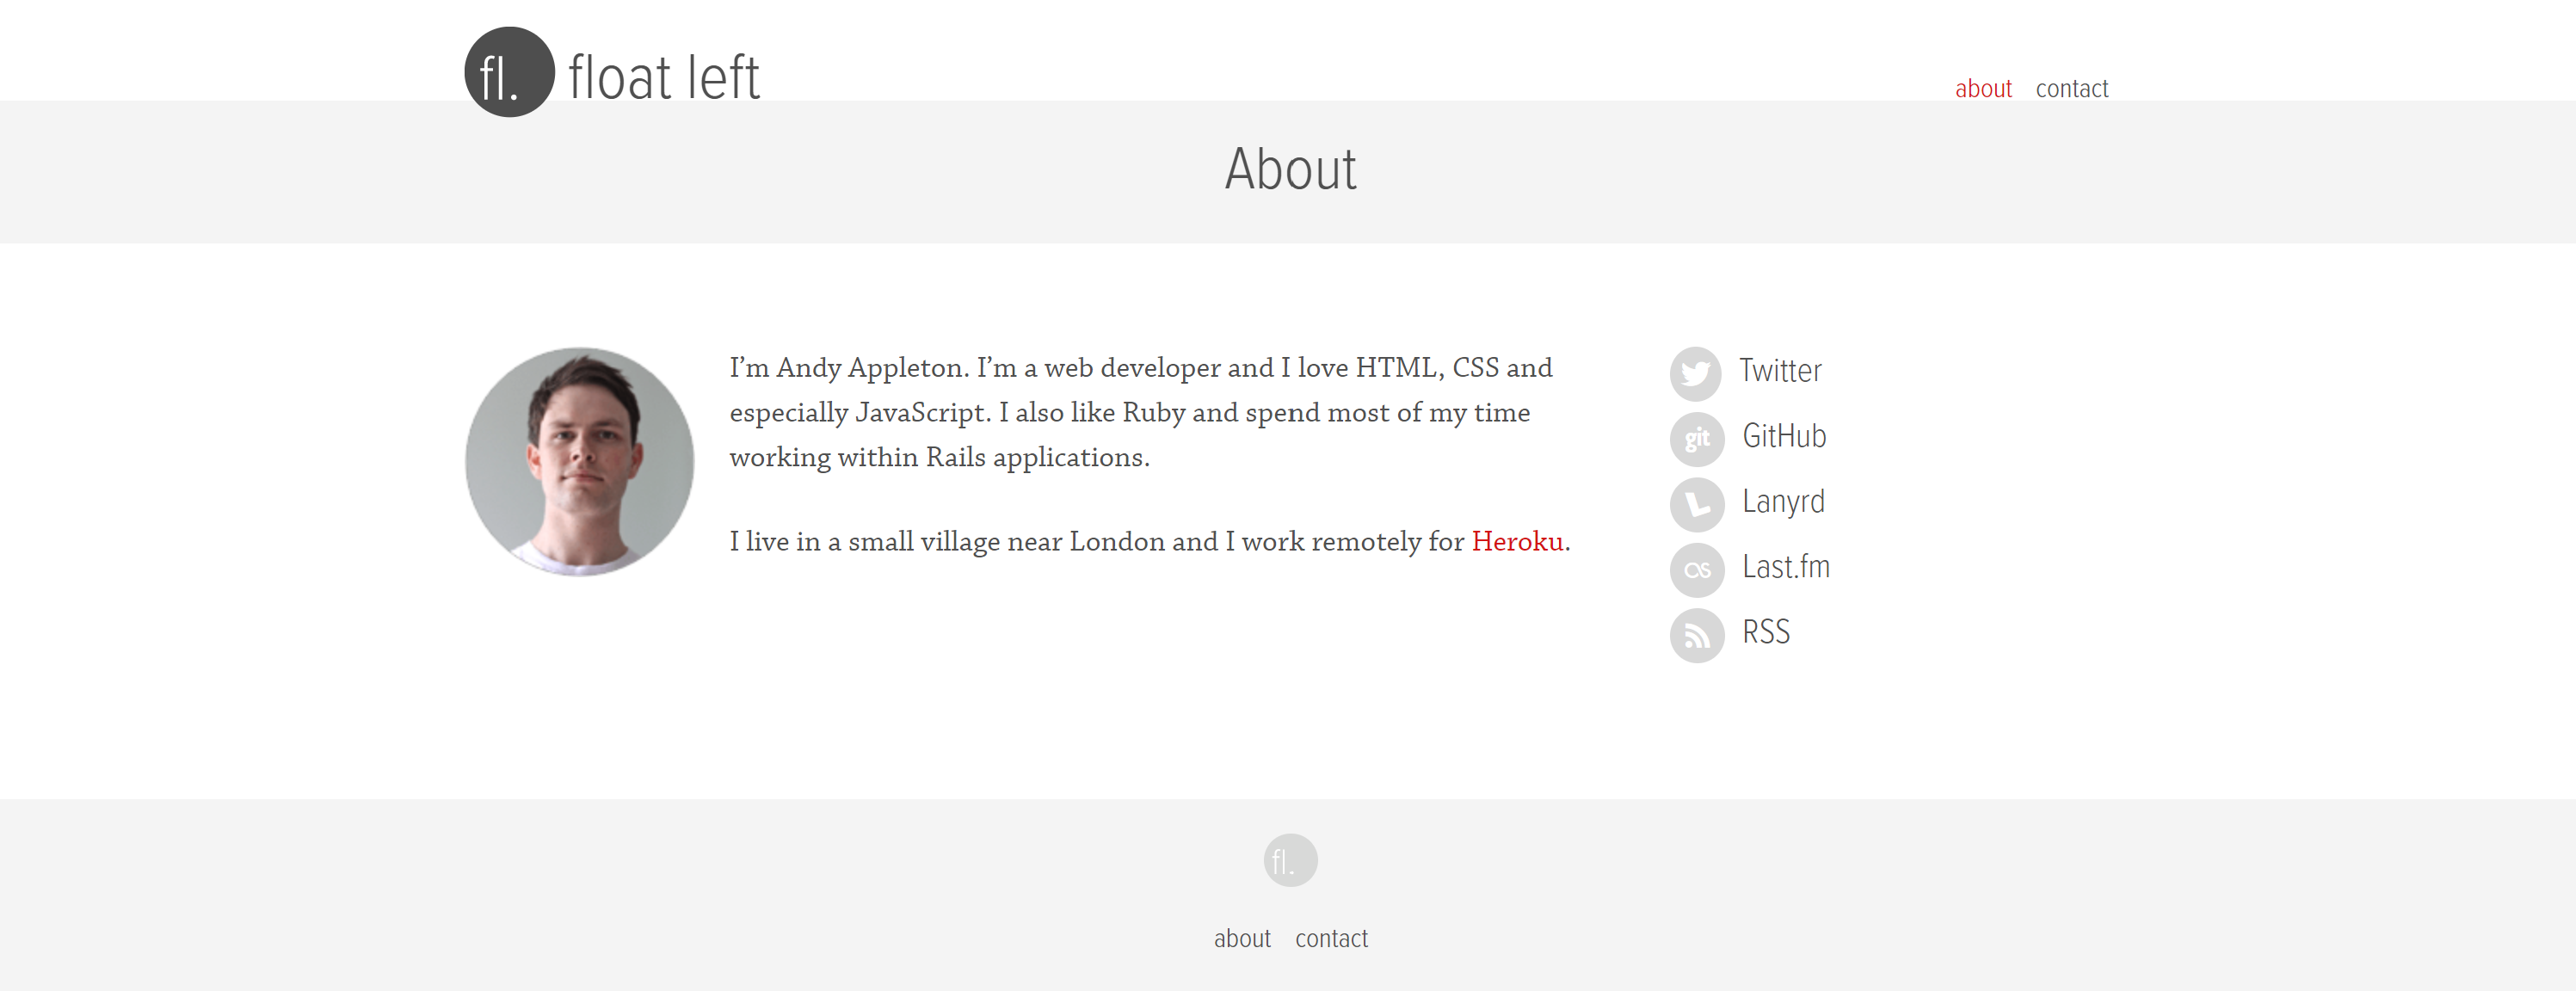 fl. float left
about contact
About
I’m Andy Appleton. I’m a web developer and I love HTML, CSS and
especially JavaScript. I also like Ruby and spend most of my time
working within Rails applications.
I live in a small village near London and I work remotely for Heroku.
Twitter
git GitHub
Lanyrd
Last.fm
RSS
fl.
about contact